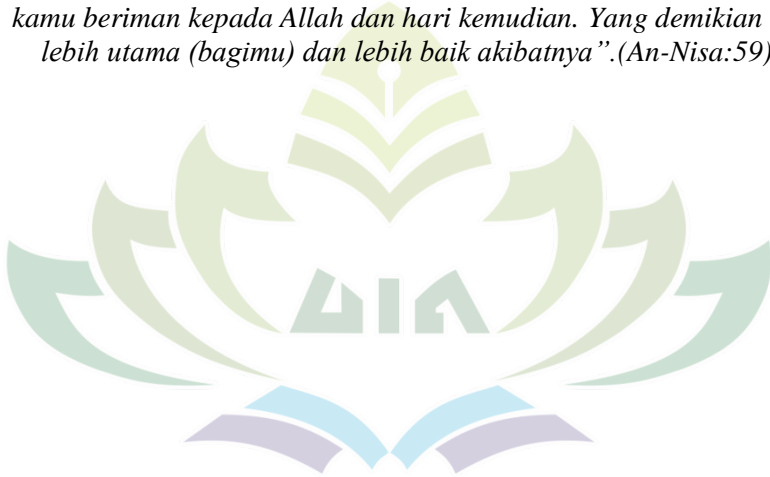 kamu beriman kepada Allah dan hari kemudian. Yang demikian
lebih utama (bagimu) dan lebih baik akibatnya”.(An-Nisa:59)
UIN